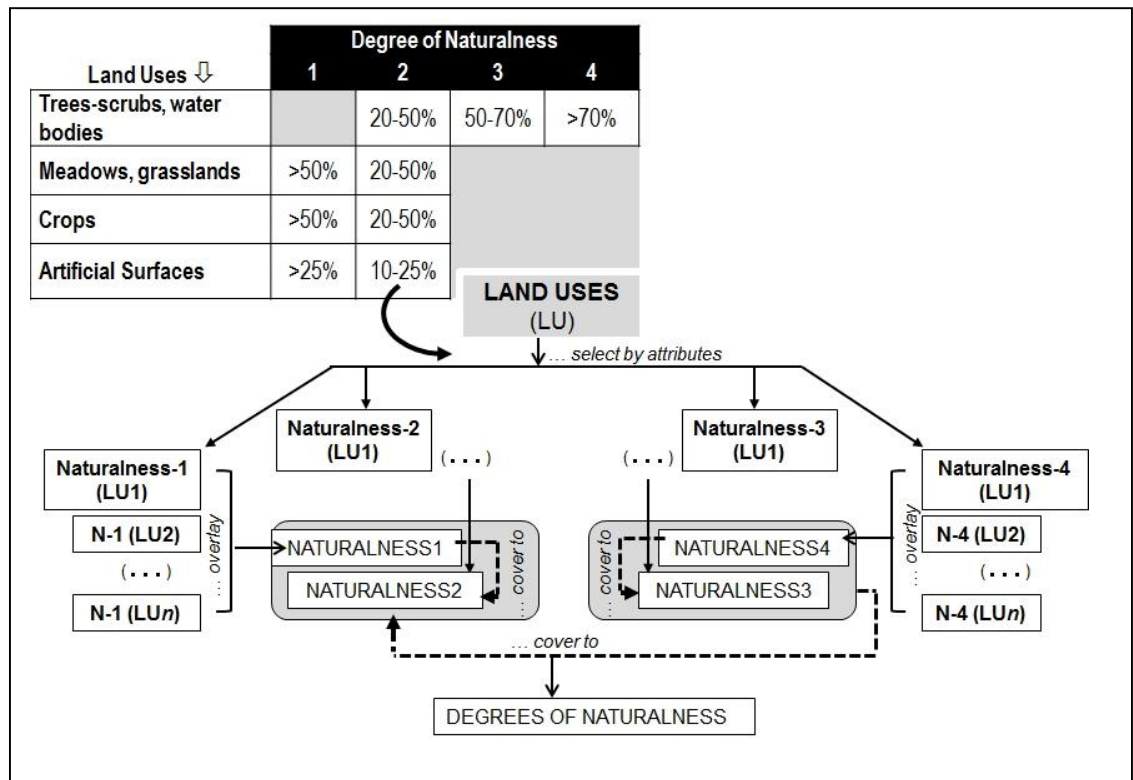 Degree of Naturalness
Land Uses ⇩ 1 2 3 4
Trees-scrubs, water bodies 20-50% 50-70% >70%
Meadows, grasslands >50% 20-50%
Crops >50% 20-50%
Artificial Surfaces >25% 10-25%
LAND USES
(LU)
... select by attributes
Naturalness-2
(LU1)
(...)
Naturalness-3
(LU1)
(...)
Naturalness-1
(LU1)
N-1 (LU2)
(...)
N-1 (LUn)
... overlay
NATURALNESS1
NATURALNESS2
... cover to
... cover to
NATURALNESS4
NATURALNESS3
Naturalness-4
(LU1)
N-4 (LU2)
(...)
N-4 (LUn)
... overlay
... cover to
DEGREES OF NATURALNESS